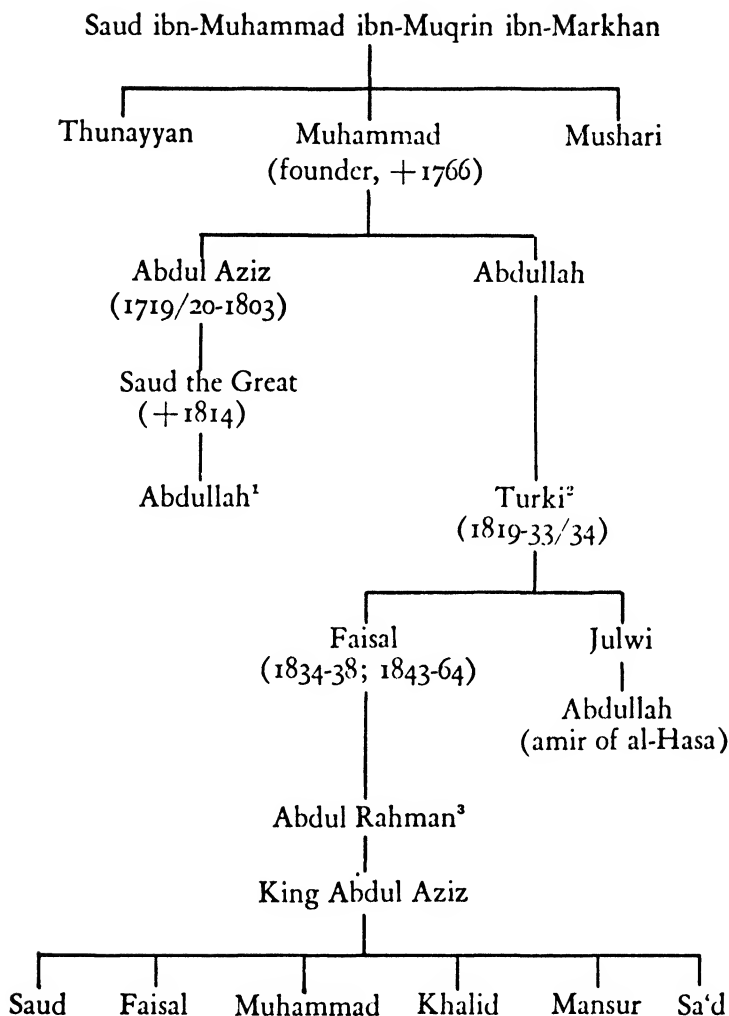 Saud ibn-Muhammad ibn-Muqrin ibn-Markhan
Thunayyan Muhammad Mushari
(founder, +1766)
Abdul Aziz Abdullah
(1719/20-1803)
Saud the Great
(+1814)
Abdullah¹ Turki²
(1819-33/34)
Faisal Julwi
(1834-38; 1843-64)
Abdullah
(amir of al-Hasa)
Abdul Rahman³
King Abdul Aziz
Saud Faisal Muhammad Khalid Mansur Sa‘d